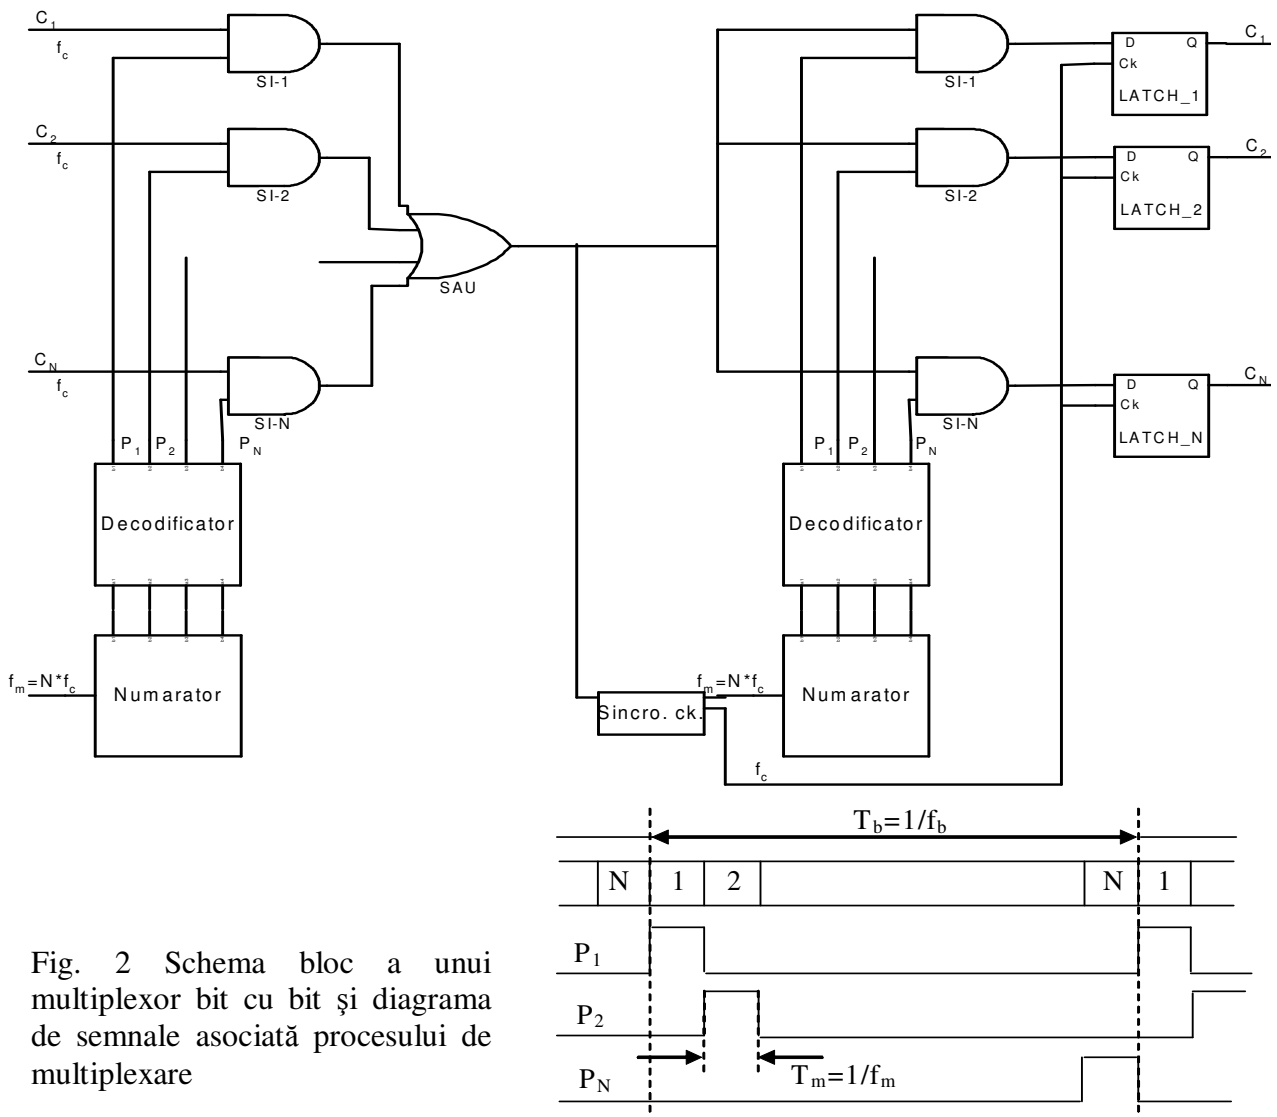 C1
fc
SI-1
C2
fc
SI-2
CN
fc
SI-N
SAU
P1 P2 PN
Decodificator
Numarator
fm=N*fc
SI-1
D Q
Ck
LATCH_1
C1
SI-2
D Q
Ck
LATCH_2
C2
SI-N
D Q
Ck
LATCH_N
CN
P1 P2 PN
Decodificator
fm=N*fc
Numarator
Sincro. ck.
fc
Tb=1/fb
N 1 2 N 1
P1
P2
Tm=1/fm
PN
Fig. 2 Schema bloc a unui
multiplexor bit cu bit şi diagrama
de semnale asociată procesului de
multiplexare